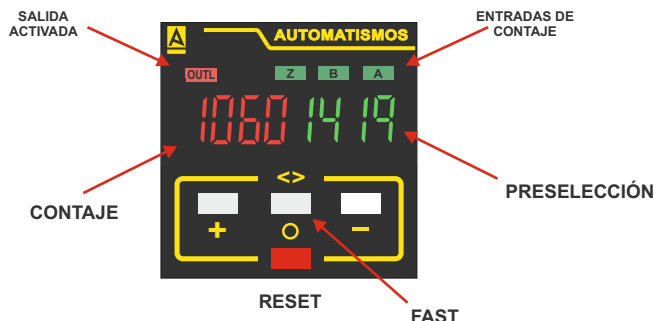 SALIDA
ACTIVADA
ENTRADAS DE
CONTAJE
A AUTOMATISMOS
OUTL Z B A
1060 1419
<>
CONTAJE
PRESELECCIÓN
+ O −
RESET
FAST